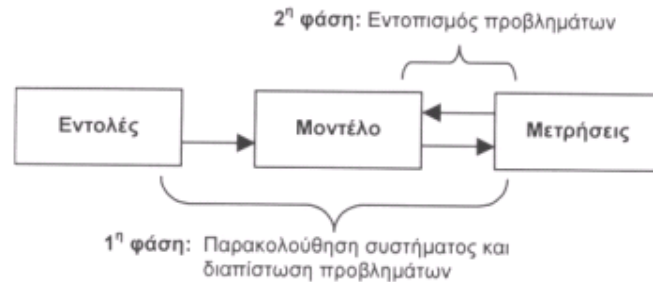 2η φάση: Εντοπισμός προβλημάτων
Εντολές
Μοντέλο
Μετρήσεις
1η φάση: Παρακολούθηση συστήματος και
διαπίστωση προβλημάτων